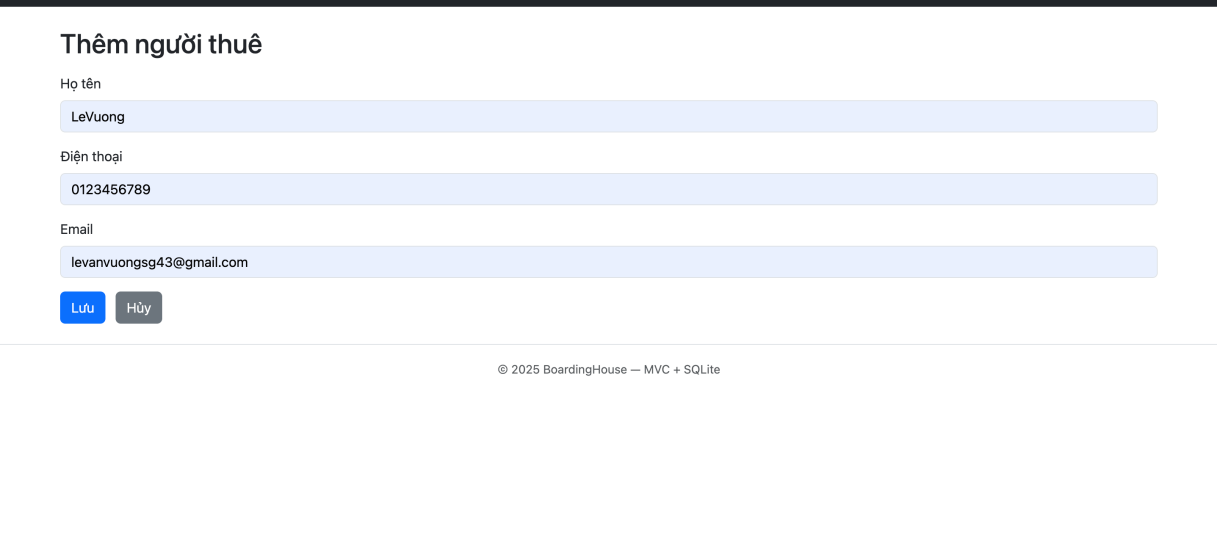 Thêm người thuê
Họ tên
LeVuong
Điện thoại
0123456789
Email
levanvuongsg43@gmail.com
Lưu Hủy
© 2025 BoardingHouse — MVC + SQLite